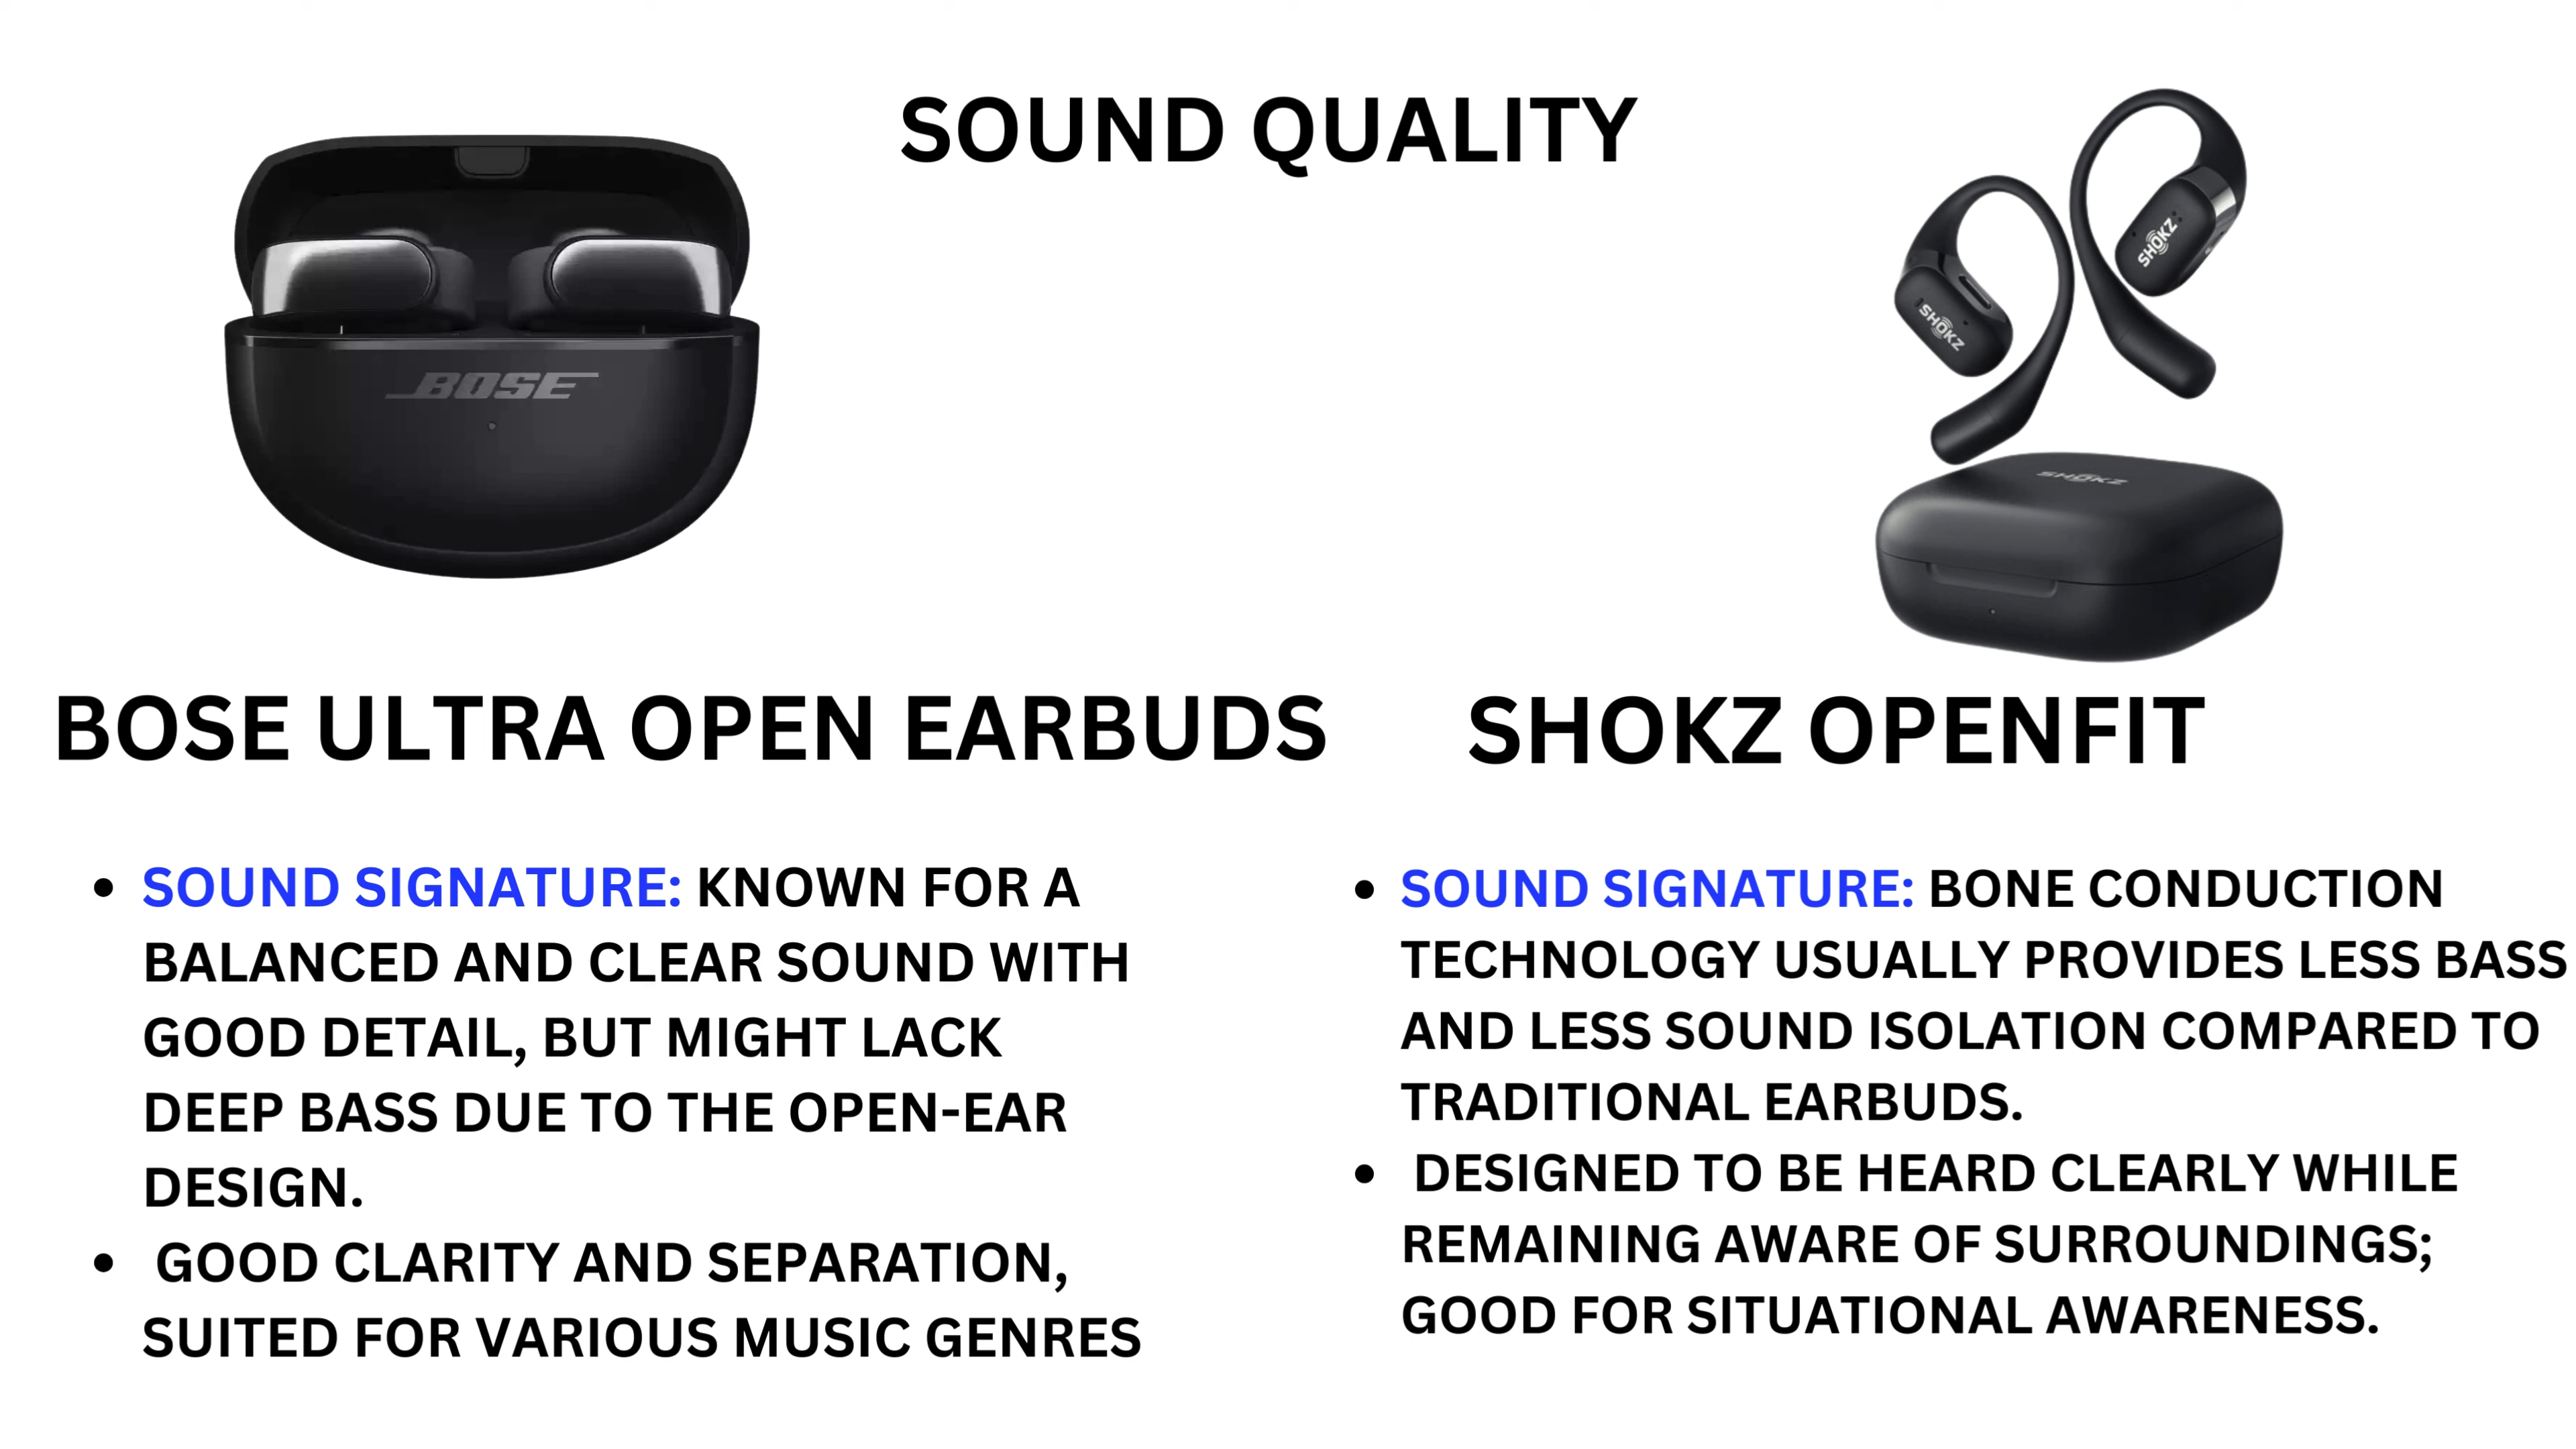 SOUND QUALITY
BOSE
SHOKZ
SHOKZ
SHOKZ
BOSE ULTRA OPEN EARBUDS
• SOUND SIGNATURE: KNOWN FOR A
BALANCED AND CLEAR SOUND WITH
GOOD DETAIL, BUT MIGHT LACK
DEEP BASS DUE TO THE OPEN-EAR
DESIGN.
• GOOD CLARITY AND SEPARATION,
SUITED FOR VARIOUS MUSIC GENRES
SHOKZ OPENFIT
• SOUND SIGNATURE: BONE CONDUCTION
TECHNOLOGY USUALLY PROVIDES LESS BASS
AND LESS SOUND ISOLATION COMPARED TO
TRADITIONAL EARBUDS.
• DESIGNED TO BE HEARD CLEARLY WHILE
REMAINING AWARE OF SURROUNDINGS;
GOOD FOR SITUATIONAL AWARENESS.